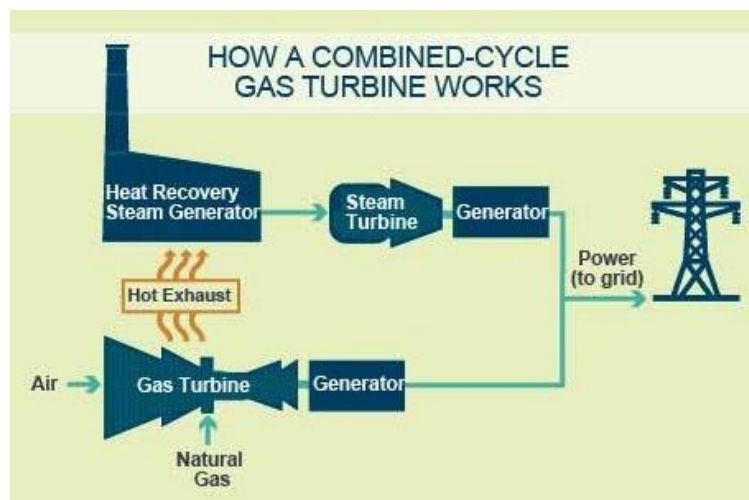 HOW A COMBINED-CYCLE
GAS TURBINE WORKS
Heat Recovery
Steam Generator
Steam
Turbine
Generator
Power
(to grid)
Hot Exhaust
Air
Gas Turbine
Generator
Natural
Gas